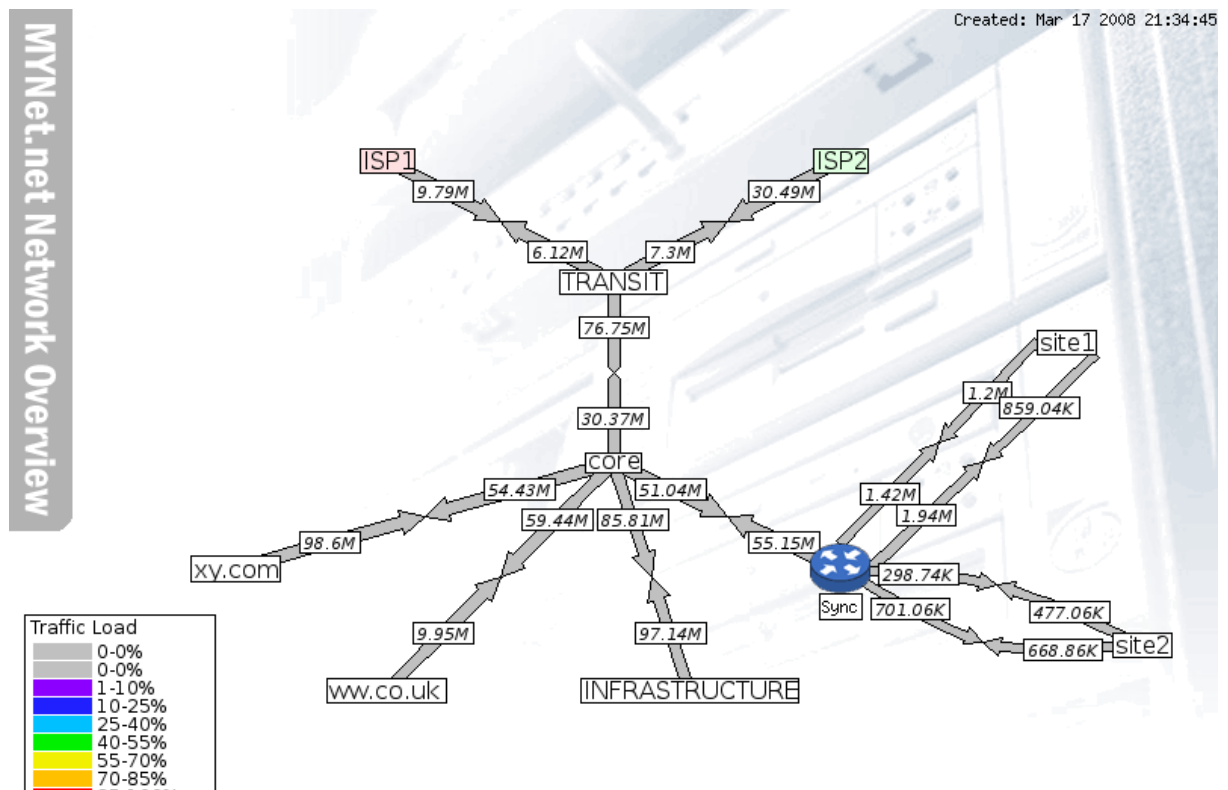 MYNet.net Network Overview
Created: Mar 17 2008 21:34:45
ISP1
ISP2
9.79M
30.49M
6.12M
7.3M
TRANSIT
76.75M
site1
1.2M
859.04K
30.37M
core
54.43M
51.04M
1.42M
59.44M
85.81M
1.94M
98.6M
55.15M
xy.com
298.74K
Sync
701.06K
477.06K
9.95M
97.14M
668.86K
site2
ww.co.uk
INFRASTRUCTURE
Traffic Load
0-0%
0-0%
1-10%
10-25%
25-40%
40-55%
55-70%
70-85%